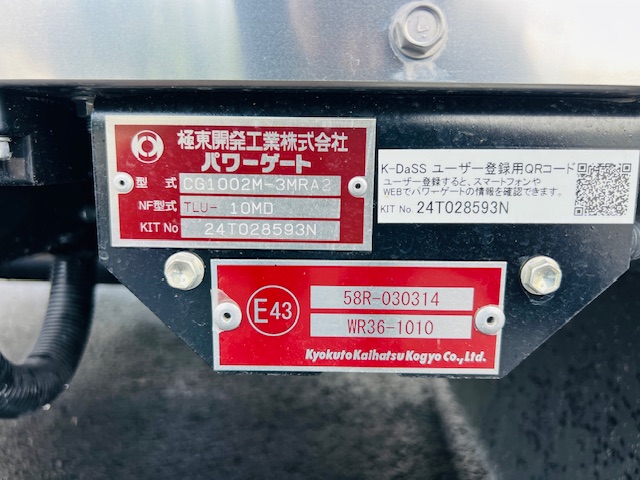 極東開発工業株式会社
パワーゲート
型 式 CG1002M-3MRA2
NF型式 TLU- 10MD
KIT No 24T028593N
K-DaSS ユーザー登録用QRコード
ユーザー登録すると、スマートフォンや
WEBでパワーゲートの情報を確認できます。
KIT No. 24T028593N
E43
58R-030314
WR36-1010
Kyokuto Kaihatsu Kogyo Co., Ltd.